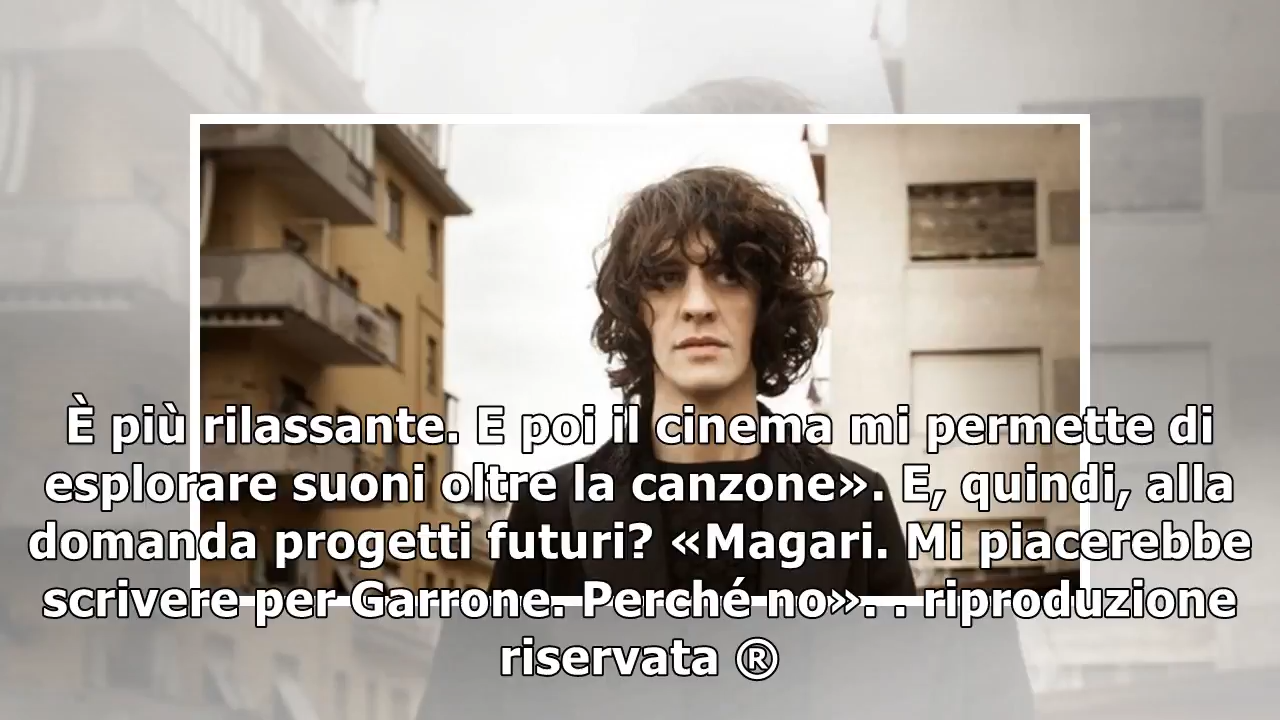 È più rilassante. E poi il cinema mi permette di
esplorare suoni oltre la canzone». E, quindi, alla
domanda progetti futuri? «Magari. Mi piacerebbe
scrivere per Garrone. Perché no». . riproduzione
riservata ®